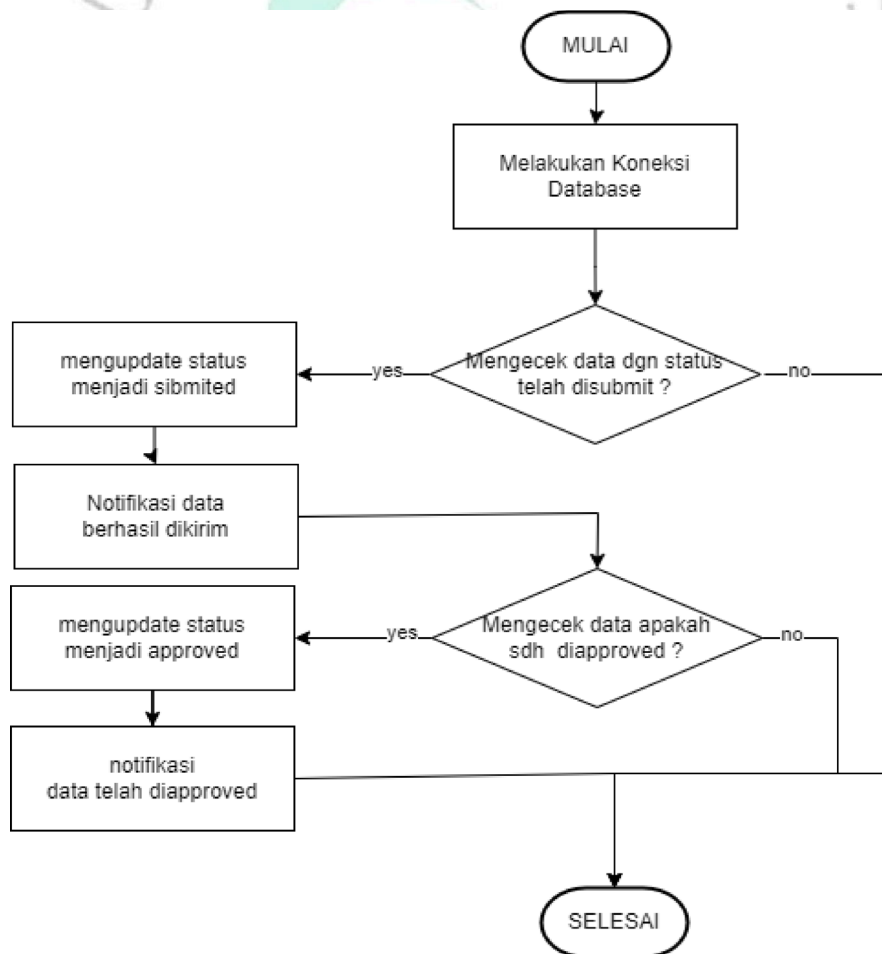 MULAI
Melakukan Koneksi
Database
Mengecek data dgn status
telah disubmit ?
yes
no
mengupdate status
menjadi sibmited
Notifikasi data
berhasil dikirim
Mengecek data apakah
sdh diapproved ?
yes
no
mengupdate status
menjadi approved
notifikasi
data telah diapproved
SELESAI